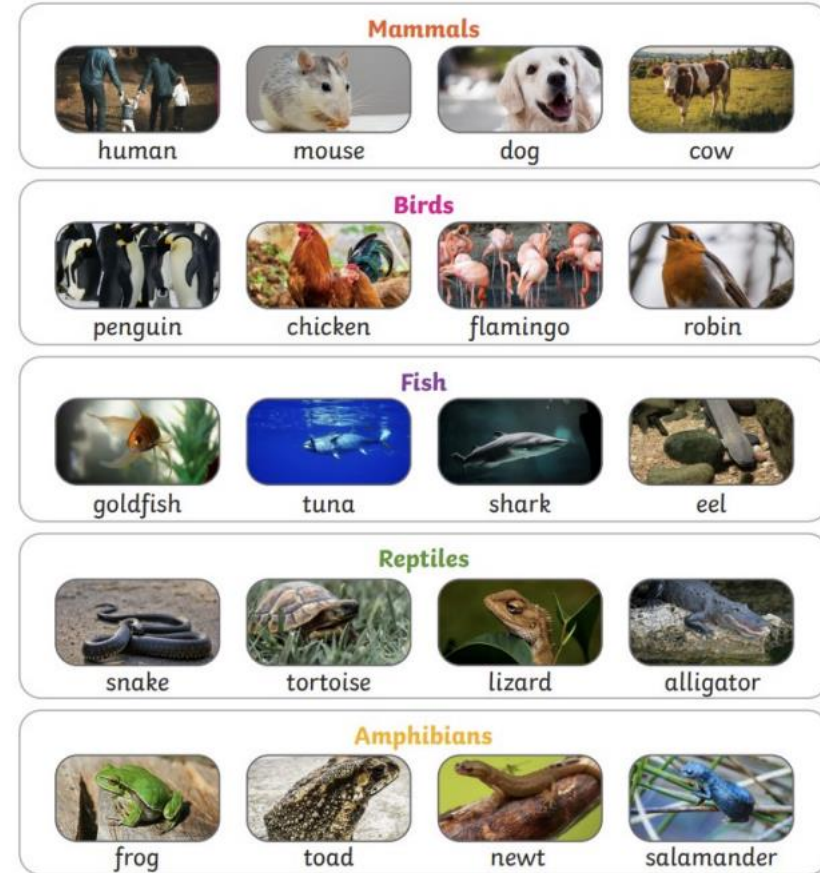 Mammals
human mouse dog cow
Birds
penguin chicken flamingo robin
Fish
goldfish tuna shark eel
Reptiles
snake tortoise lizard alligator
Amphibians
frog toad newt salamander